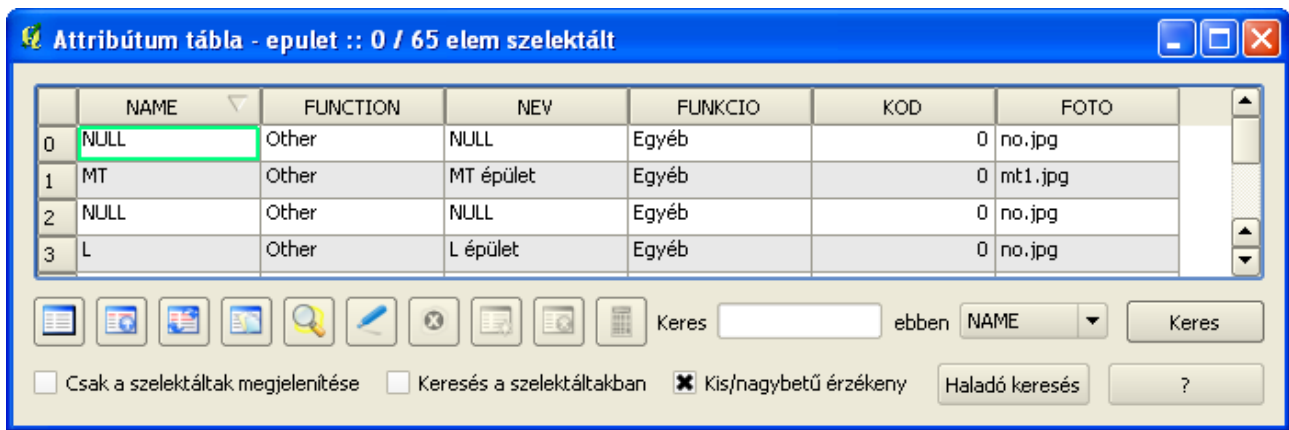 Attribútum tábla - epulet :: 0 / 65 elem szelektált
NAME FUNCTION NEV FUNKCIO KOD FOTO
0 NULL Other NULL Egyéb 0 no.jpg
1 MT Other MT épület Egyéb 0 mt1.jpg
2 NULL Other NULL Egyéb 0 no.jpg
3 L Other L épület Egyéb 0 no.jpg
Keres ebben NAME Keres
Csak a szelektáltak megjelenítése Keresés a szelektáltakban Kis/nagybetű érzékeny Haladó keresés ?